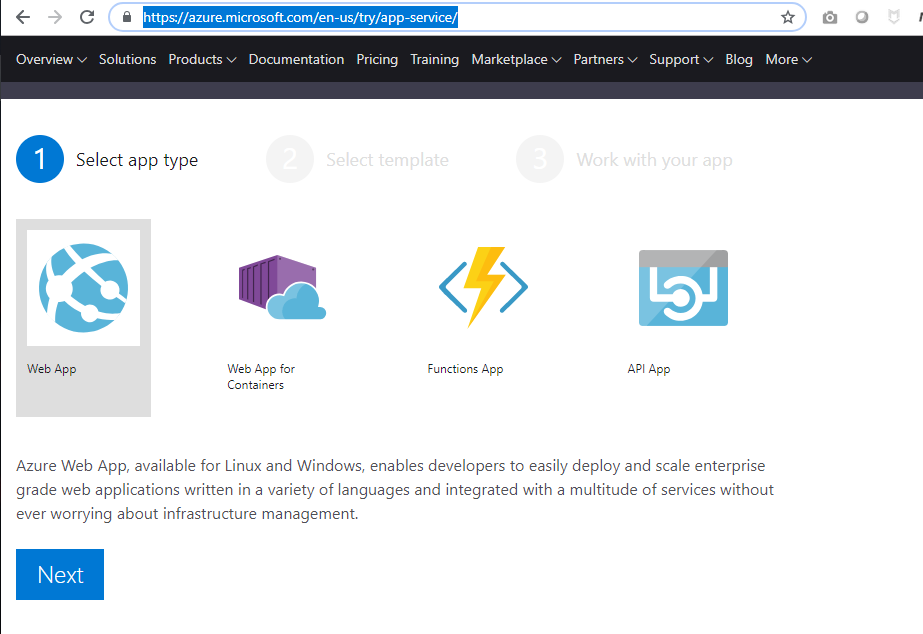 https://azure.microsoft.com/en-us/try/app-service/
Overview Solutions Products Documentation Pricing Training Marketplace Partners Support Blog More
1 Select app type 2 Select template 3 Work with your app
Web App
Web App for
Containers
Functions App
API App
Azure Web App, available for Linux and Windows, enables developers to easily deploy and scale enterprise
grade web applications written in a variety of languages and integrated with a multitude of services without
ever worrying about infrastructure management.
Next